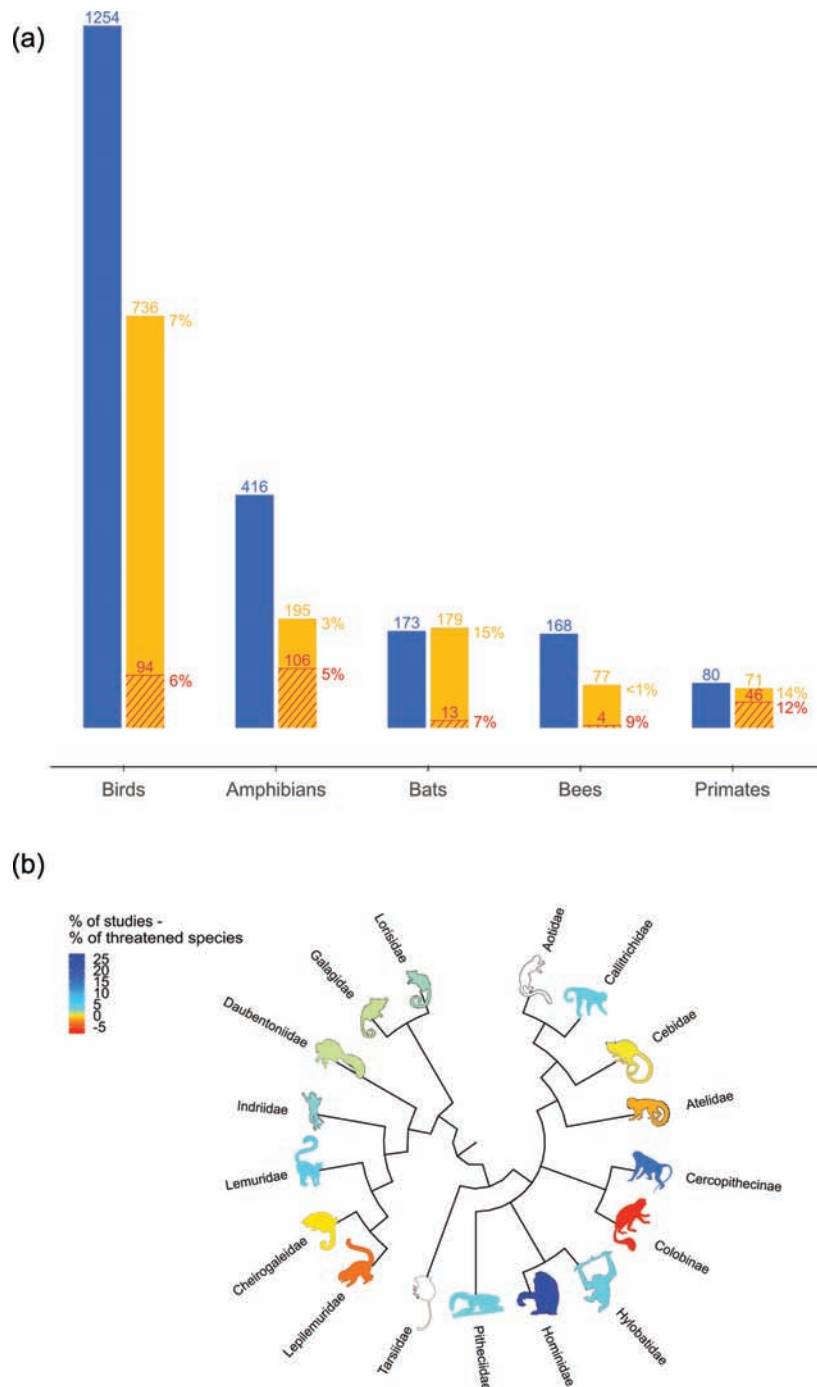 (a)
1254
736
7%
94
6%
416
195
3%
106
5%
173
179
15%
13
7%
168
77
<1%
4
9%
80
71
14%
46
12%
Birds
Amphibians
Bats
Bees
Primates
(b)
% of studies -
% of threatened species
25
20
15
10
5
0
-5
Lorisidae
Galagidae
Daubentoniidae
Indriidae
Lemuridae
Cheirogaleidae
Lepilemuridae
Tarsiidae
Pitheciidae
Hominidae
Hylobatidae
Colobinae
Cercopithecinae
Atelidae
Cebidae
Callitrichidae
Aotidae